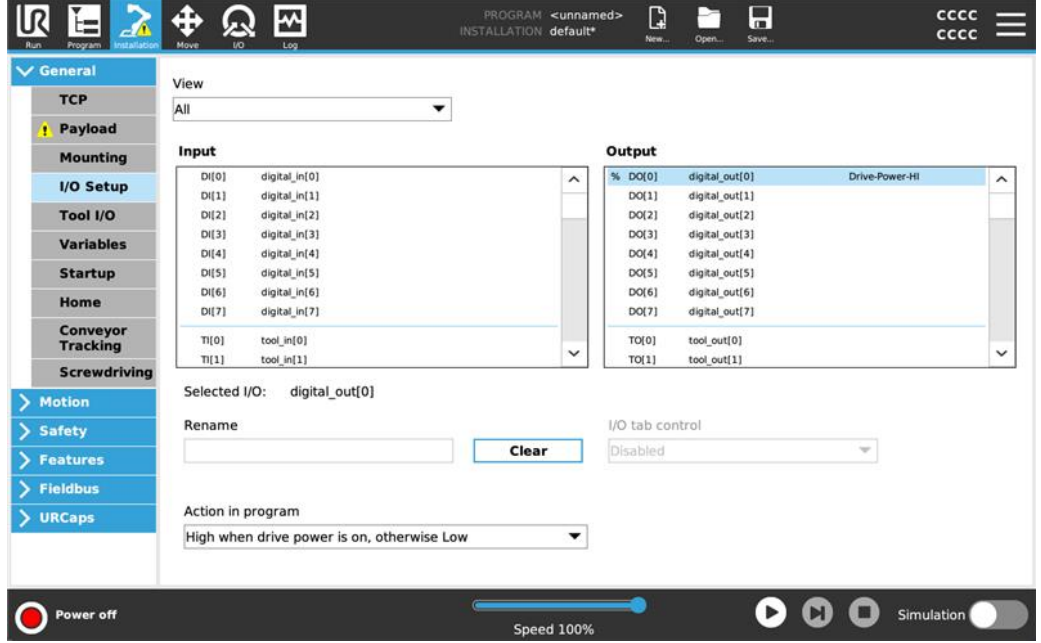 PROGRAM <unnamed>
INSTALLATION default*
cccc
cccc
Run
Program
Installation
Move
I/O
Log
New...
Open...
Save...
General
TCP
Payload
Mounting
I/O Setup
Tool I/O
Variables
Startup
Home
Conveyor
Tracking
Screwdriving
Motion
Safety
Features
Fieldbus
URCaps
View
All
Input
DI[0] digital_in[0]
DI[1] digital_in[1]
DI[2] digital_in[2]
DI[3] digital_in[3]
DI[4] digital_in[4]
DI[5] digital_in[5]
DI[6] digital_in[6]
DI[7] digital_in[7]
TI[0] tool_in[0]
TI[1] tool_in[1]
Output
% DO[0] digital_out[0] Drive-Power-HI
DO[1] digital_out[1]
DO[2] digital_out[2]
DO[3] digital_out[3]
DO[4] digital_out[4]
DO[5] digital_out[5]
DO[6] digital_out[6]
DO[7] digital_out[7]
TO[0] tool_out[0]
TO[1] tool_out[1]
Selected I/O: digital_out[0]
Rename
Clear
I/O tab control
Disabled
Action in program
High when drive power is on, otherwise Low
Power off
Speed 100%
Simulation